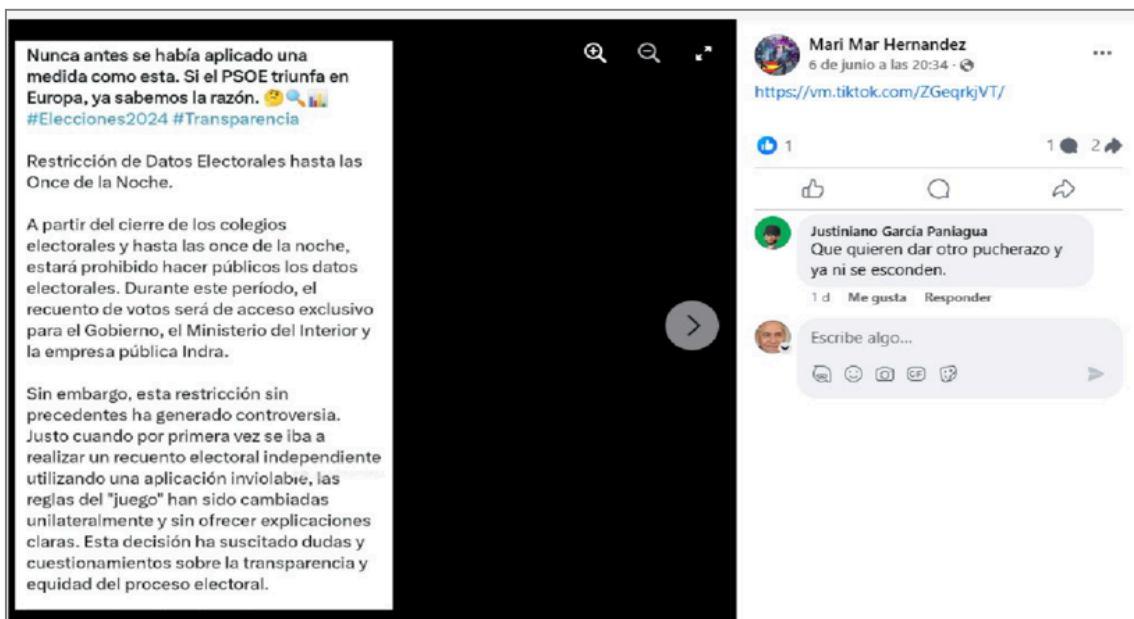 Nunca antes se había aplicado una
medida como esta. Si el PSOE triunfa en
Europa, ya sabemos la razón. 🤔🔍📊
#Elecciones2024 #Transparencia
Restricción de Datos Electorales hasta las
Once de la Noche.
A partir del cierre de los colegios
electorales y hasta las once de la noche,
estará prohibido hacer públicos los datos
electorales. Durante este período, el
recuento de votos será de acceso exclusivo
para el Gobierno, el Ministerio del Interior y
la empresa pública Indra.
Sin embargo, esta restricción sin
precedentes ha generado controversia.
Justo cuando por primera vez se iba a
realizar un recuento electoral independiente
utilizando una aplicación inviolable, las
reglas del "juego" han sido cambiadas
unilateralmente y sin ofrecer explicaciones
claras. Esta decisión ha suscitado dudas y
cuestionamientos sobre la transparencia y
equidad del proceso electoral.
Mari Mar Hernandez
6 de junio a las 20:34 ·
https://vm.tiktok.com/ZGeqrkjVT/
1
1 2
Justiniano García Paniagua
Que quieren dar otro pucherazo y
ya ni se esconden.
1 d Me gusta Responder
Escribe algo...
GIF